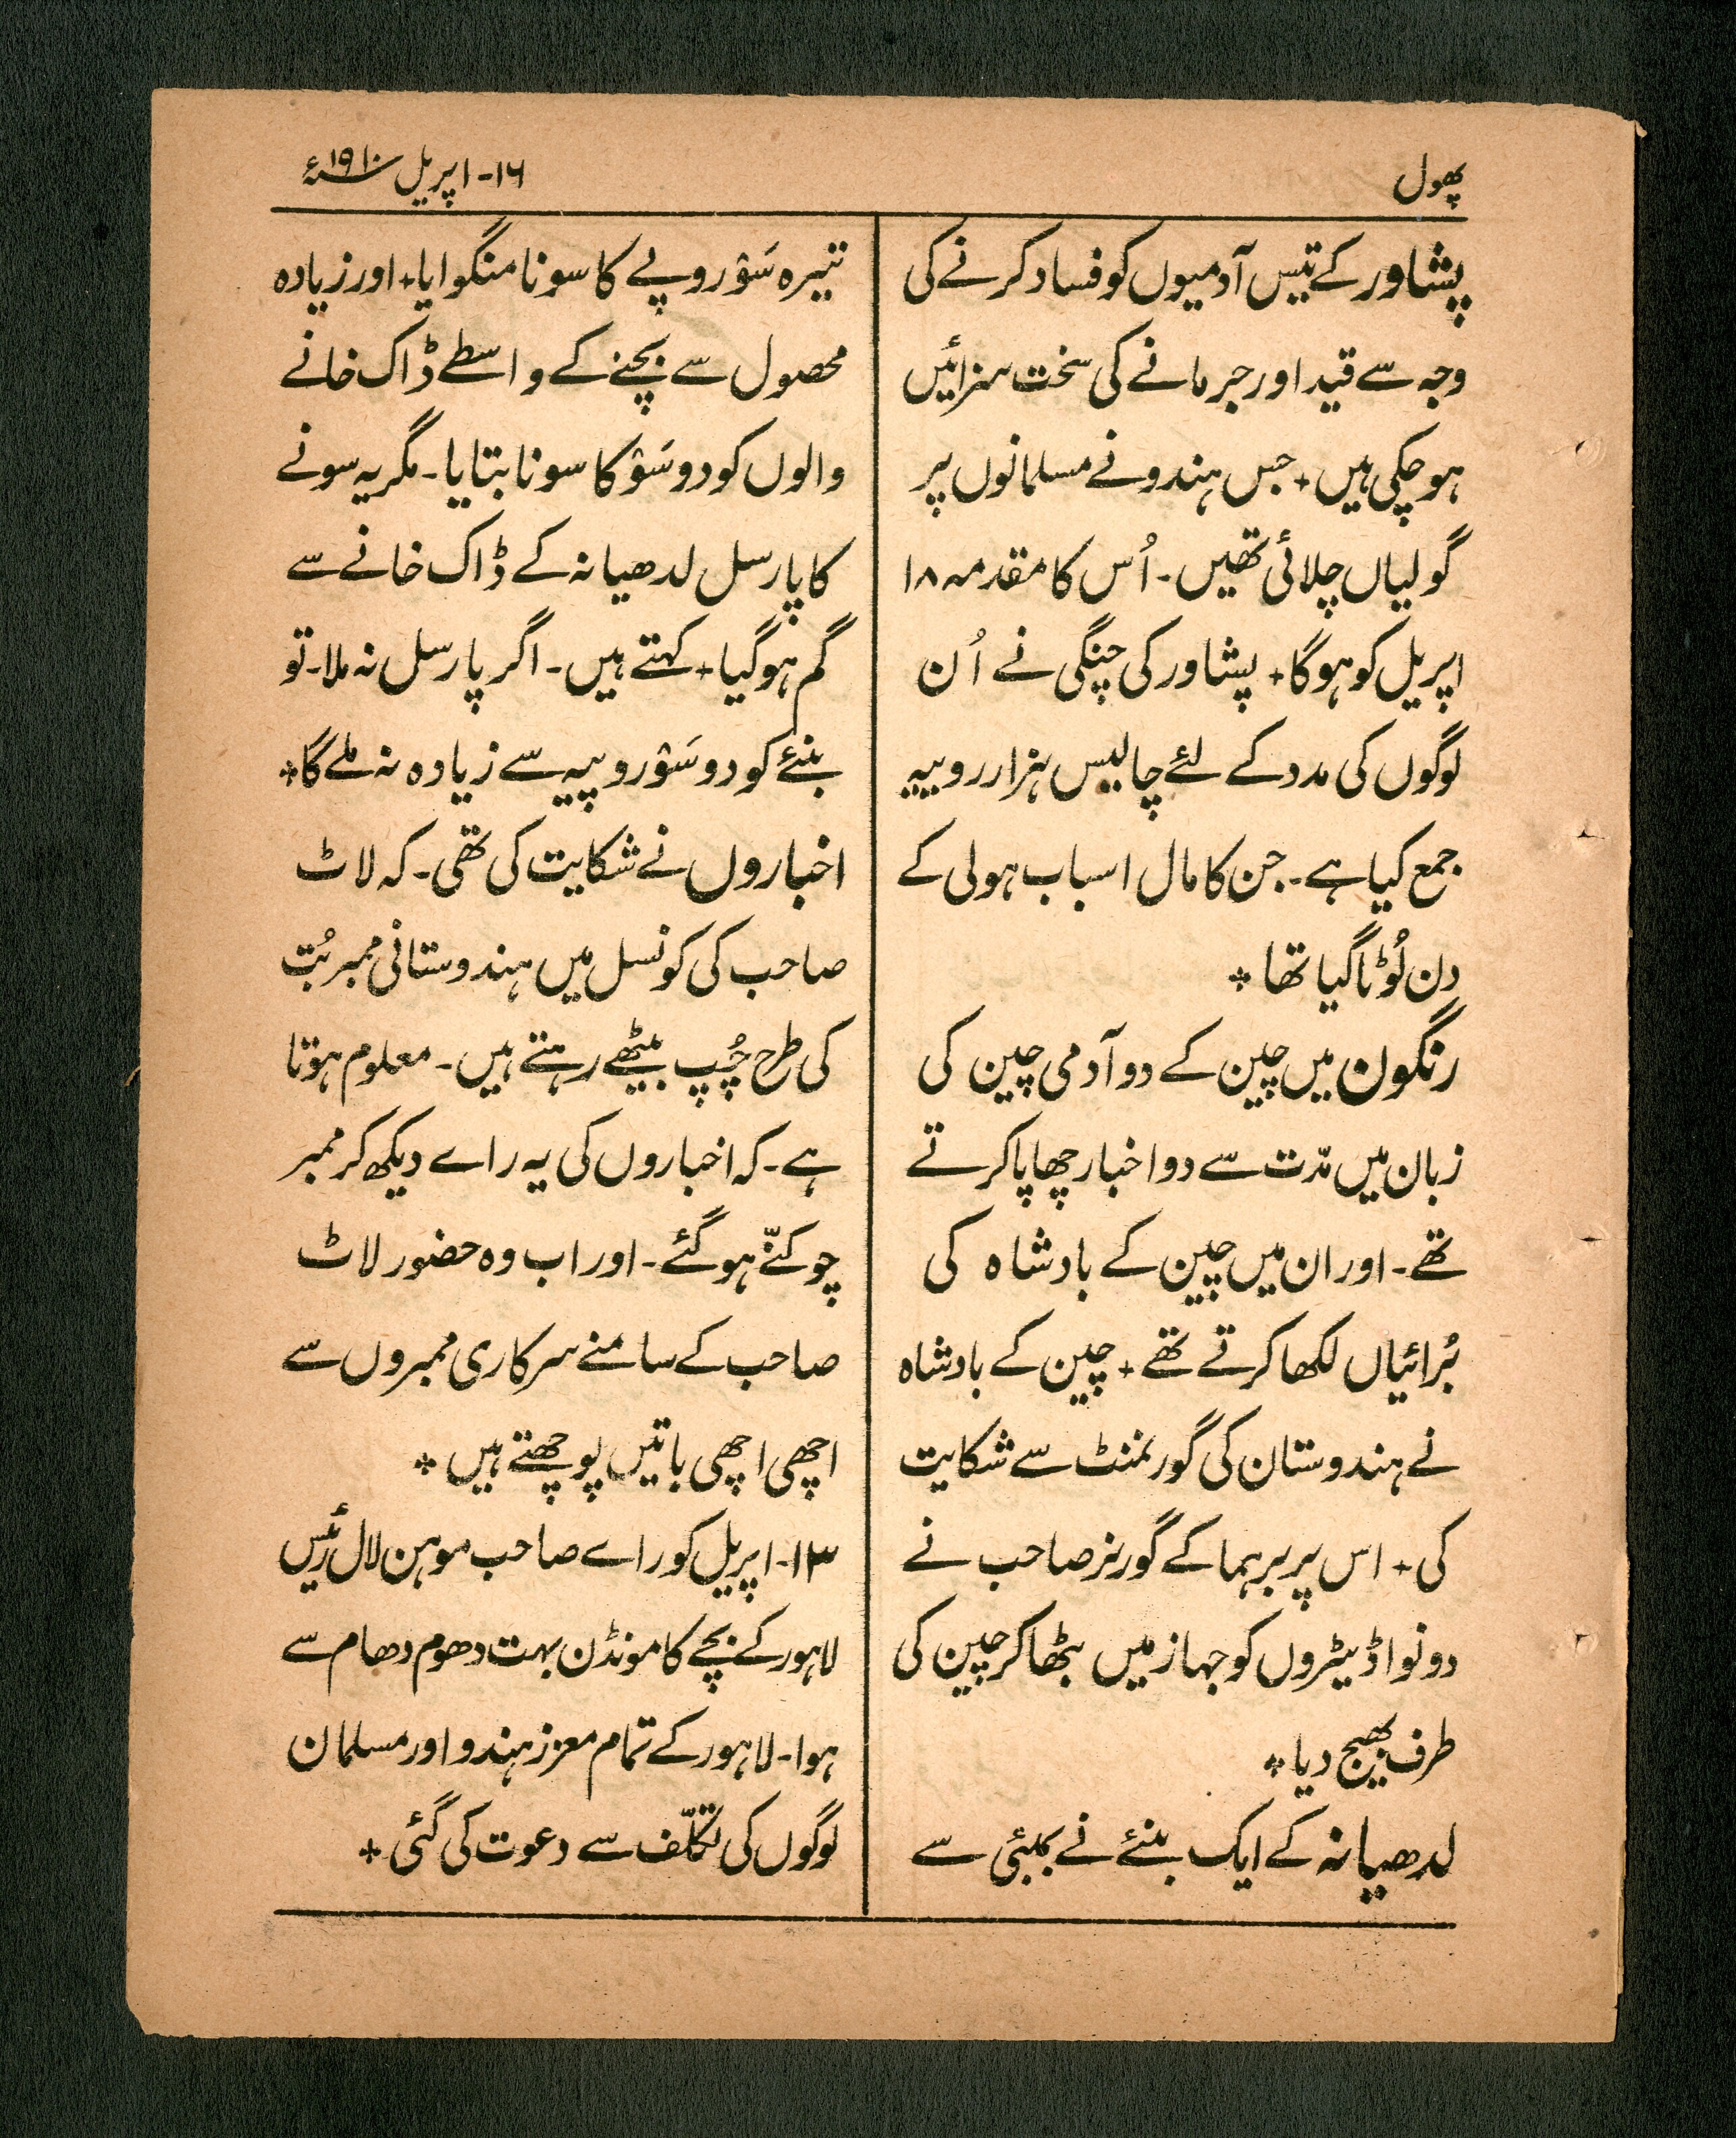 پھول
۱۶- اپریل سنہ ۱۹۱۰ء
پشاور کے تیس آدمیوں کو فساد کرنے کی
وجہ سے قید اور جرمانے کی سخت سزائیں
ہو چکی ہیں + جس ہندو نے مسلمانوں پر
گولیاں چلائی تھیں۔ اُس کا مقدمہ ۱۸
اپریل کو ہوگا + پشاور کی چنگی نے اُن
لوگوں کی مدد کے لئے چالیس ہزار روپیہ
جمع کیا ہے۔ جن کا مال اسباب ہولی کے
دن لُوٹا گیا تھا ⁜
رنگون میں چین کے دو آدمی چین کی
زبان میں مدّت سے دو اخبار چھاپا کرتے
تھے۔ اور ان میں چین کے بادشاہ کی
بُرائیاں لکھا کرتے تھے + چین کے بادشاہ
نے ہندوستان کی گورنمنٹ سے شکایت
کی + اس پر برہما کے گورنر صاحب نے
دونو اڈیٹروں کو جہاز میں بٹھا کر چین کی
طرف بھیج دیا ⁜
لدھیانہ کے ایک بنئے نے بمبئی سے
تیرہ سَوْ روپے کا سونا منگوایا + اور زیادہ
محصول سے بچنے کے واسطے ڈاک خانے
والوں کو دو سَوْ کا سونا بتایا۔ مگر یہ سونے
کا پارسل لدھیانہ کے ڈاک خانے سے
گم ہو گیا + کہتے ہیں۔ اگر پارسل نہ ملا۔ تو
بنئے کو دو سَوْ روپیہ سے زیادہ نہ ملے گا ⁜
اخباروں نے شکایت کی تھی۔ کہ لاٹ
صاحب کی کونسل میں ہندوستانی ممبر بُت
کی طرح چُپ بیٹھے رہتے ہیں۔ معلوم ہوتا
ہے۔ کہ اخباروں کی یہ راے دیکھ کر ممبر
چوکنّے ہو گئے۔ اور اب وہ حضور لاٹ
صاحب کے سامنے سرکاری ممبروں سے
اچھی اچھی باتیں پوچھتے ہیں ⁜
۱۳- اپریل کو راے صاحب موہن لال رئیس
لاہور کے بچے کا مونڈن بہت دھوم دھام سے
ہوا۔ لاہور کے تمام معزز ہندو اور مسلمان
لوگوں کی تکلّف سے دعوت کی گئی +